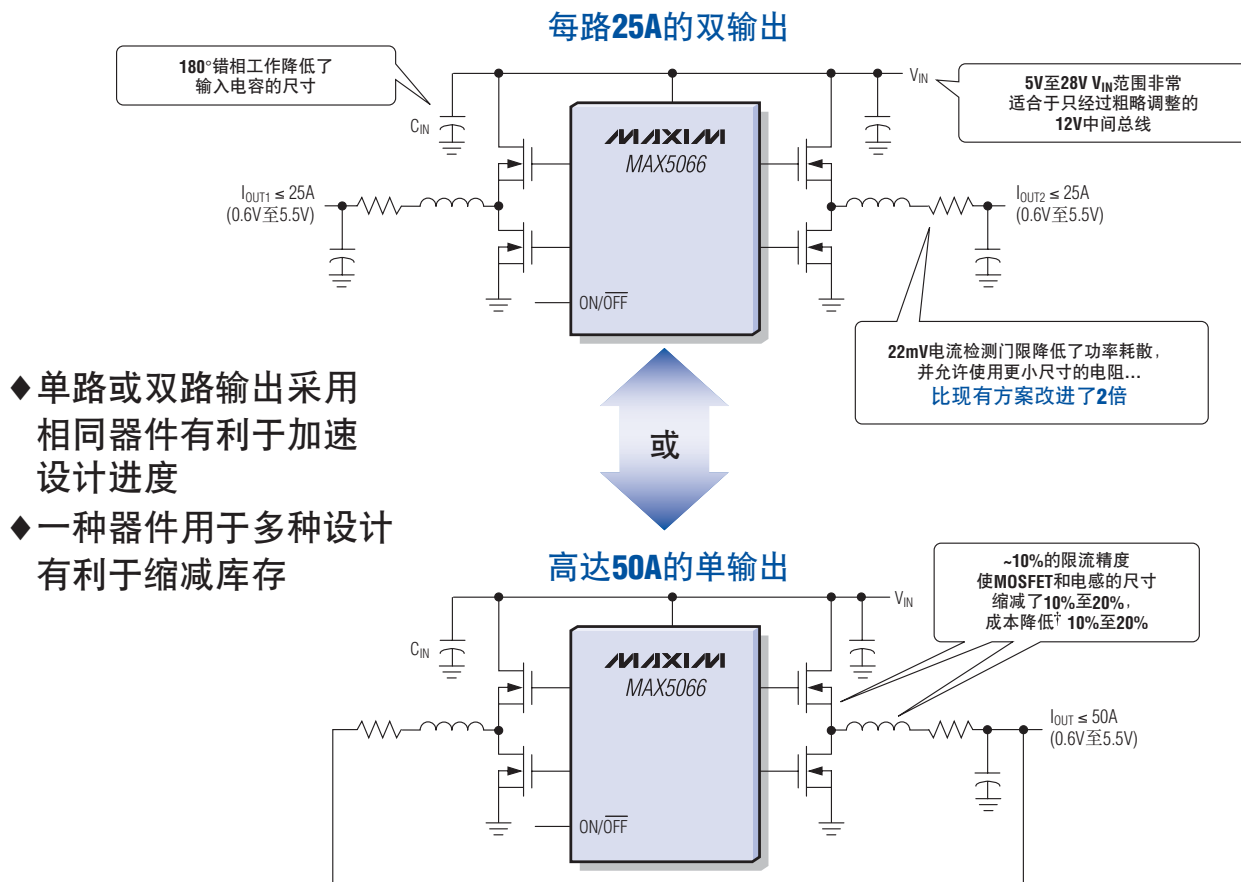 每路25A的双输出
180°错相工作降低了
输入电容的尺寸
C_IN
V_IN
5V至28V V_IN范围非常
适合于只经过粗略调整的
12V中间总线
MAXIM
MAX5066
I_OUT1 ≤ 25A
(0.6V至5.5V)
I_OUT2 ≤ 25A
(0.6V至5.5V)
ON/O̅F̅F̅
22mV电流检测门限降低了功率耗散，
并允许使用更小尺寸的电阻...
比现有方案改进了2倍
♦单路或双路输出采用
相同器件有利于加速
设计进度
♦一种器件用于多种设计
有利于缩减库存
或
高达50A的单输出
~10%的限流精度
使MOSFET和电感的尺寸
缩减了10%至20%，
成本降低† 10%至20%
C_IN
V_IN
MAXIM
MAX5066
I_OUT ≤ 50A
(0.6V至5.5V)
ON/O̅F̅F̅